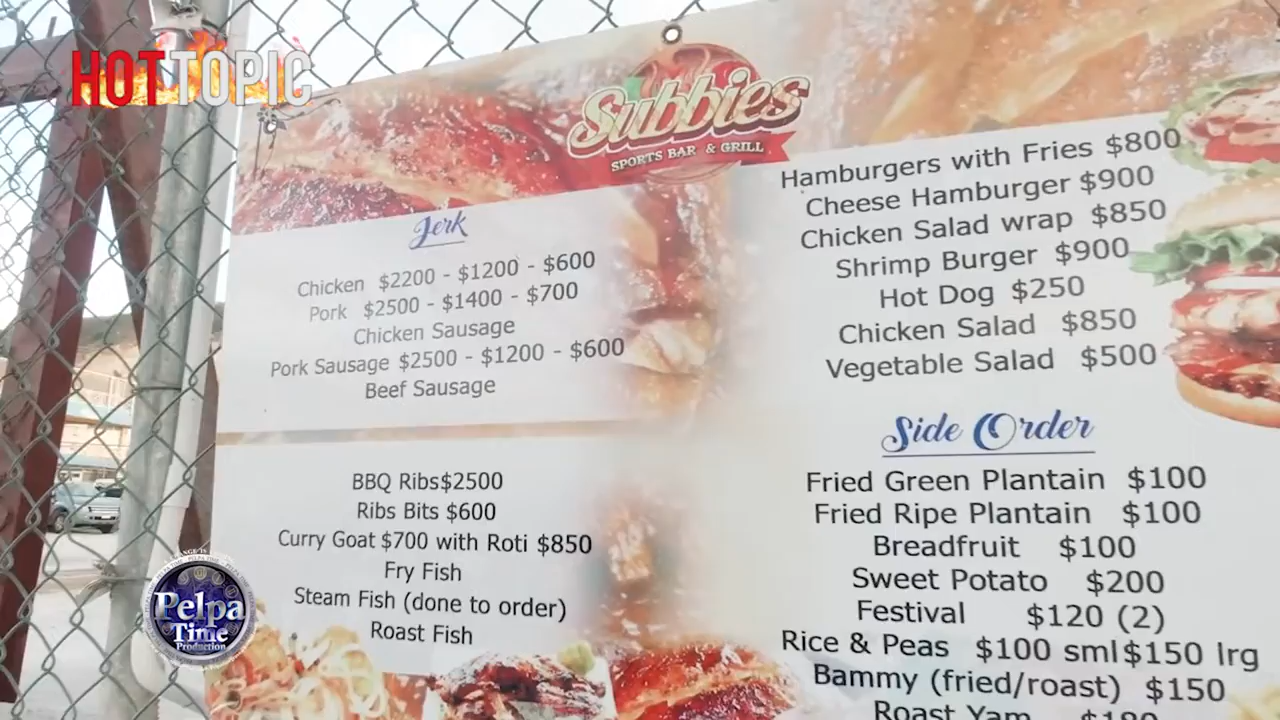 HOT TOPIC
Subbies
SPORTS BAR & GRILL
Jerk
Chicken $2200 - $1200 - $600
Pork $2500 - $1400 - $700
Chicken Sausage
Pork Sausage $2500 - $1200 - $600
Beef Sausage
BBQ Ribs$2500
Ribs Bits $600
Curry Goat $700 with Roti $850
Fry Fish
Steam Fish (done to order)
Roast Fish
Hamburgers with Fries $800
Cheese Hamburger $900
Chicken Salad wrap $850
Shrimp Burger $900
Hot Dog $250
Chicken Salad $850
Vegetable Salad $500
Side Order
Fried Green Plantain $100
Fried Ripe Plantain $100
Breadfruit $100
Sweet Potato $200
Festival $120 (2)
Rice & Peas $100 sml $150 lrg
Bammy (fried/roast) $150
Roast Yam $180
Pelpa
Time
Production